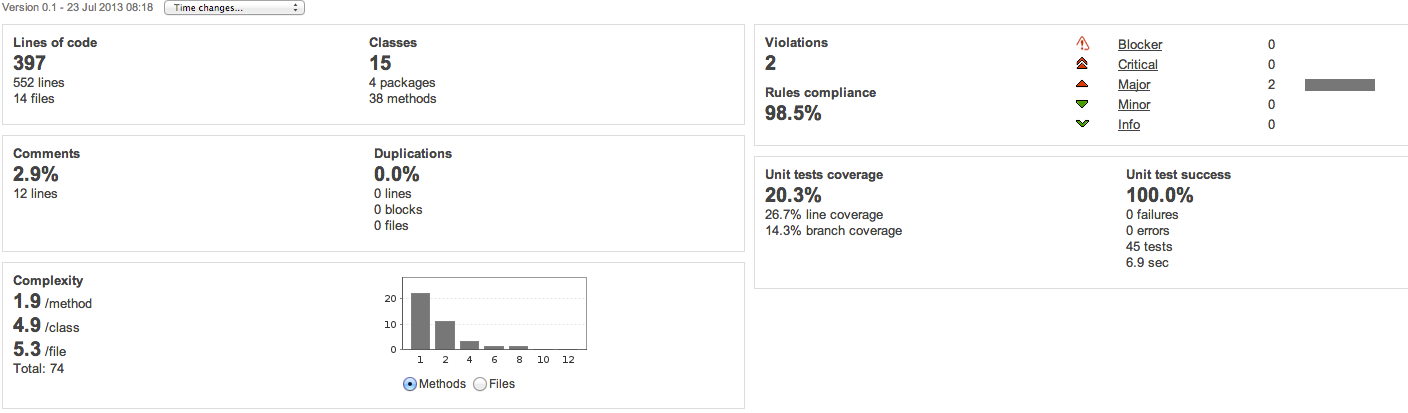 Version 0.1 - 23 Jul 2013 08:18 Time changes...
Lines of code
397
552 lines
14 files
Classes
15
4 packages
38 methods
Comments
2.9%
12 lines
Duplications
0.0%
0 lines
0 blocks
0 files
Complexity
1.9 /method
4.9 /class
5.3 /file
Total: 74
20
10
0
1 2 4 6 8 10 12
Methods Files
Violations
2
Rules compliance
98.5%
Blocker 0
Critical 0
Major 2
Minor 0
Info 0
Unit tests coverage
20.3%
26.7% line coverage
14.3% branch coverage
Unit test success
100.0%
0 failures
0 errors
45 tests
6.9 sec